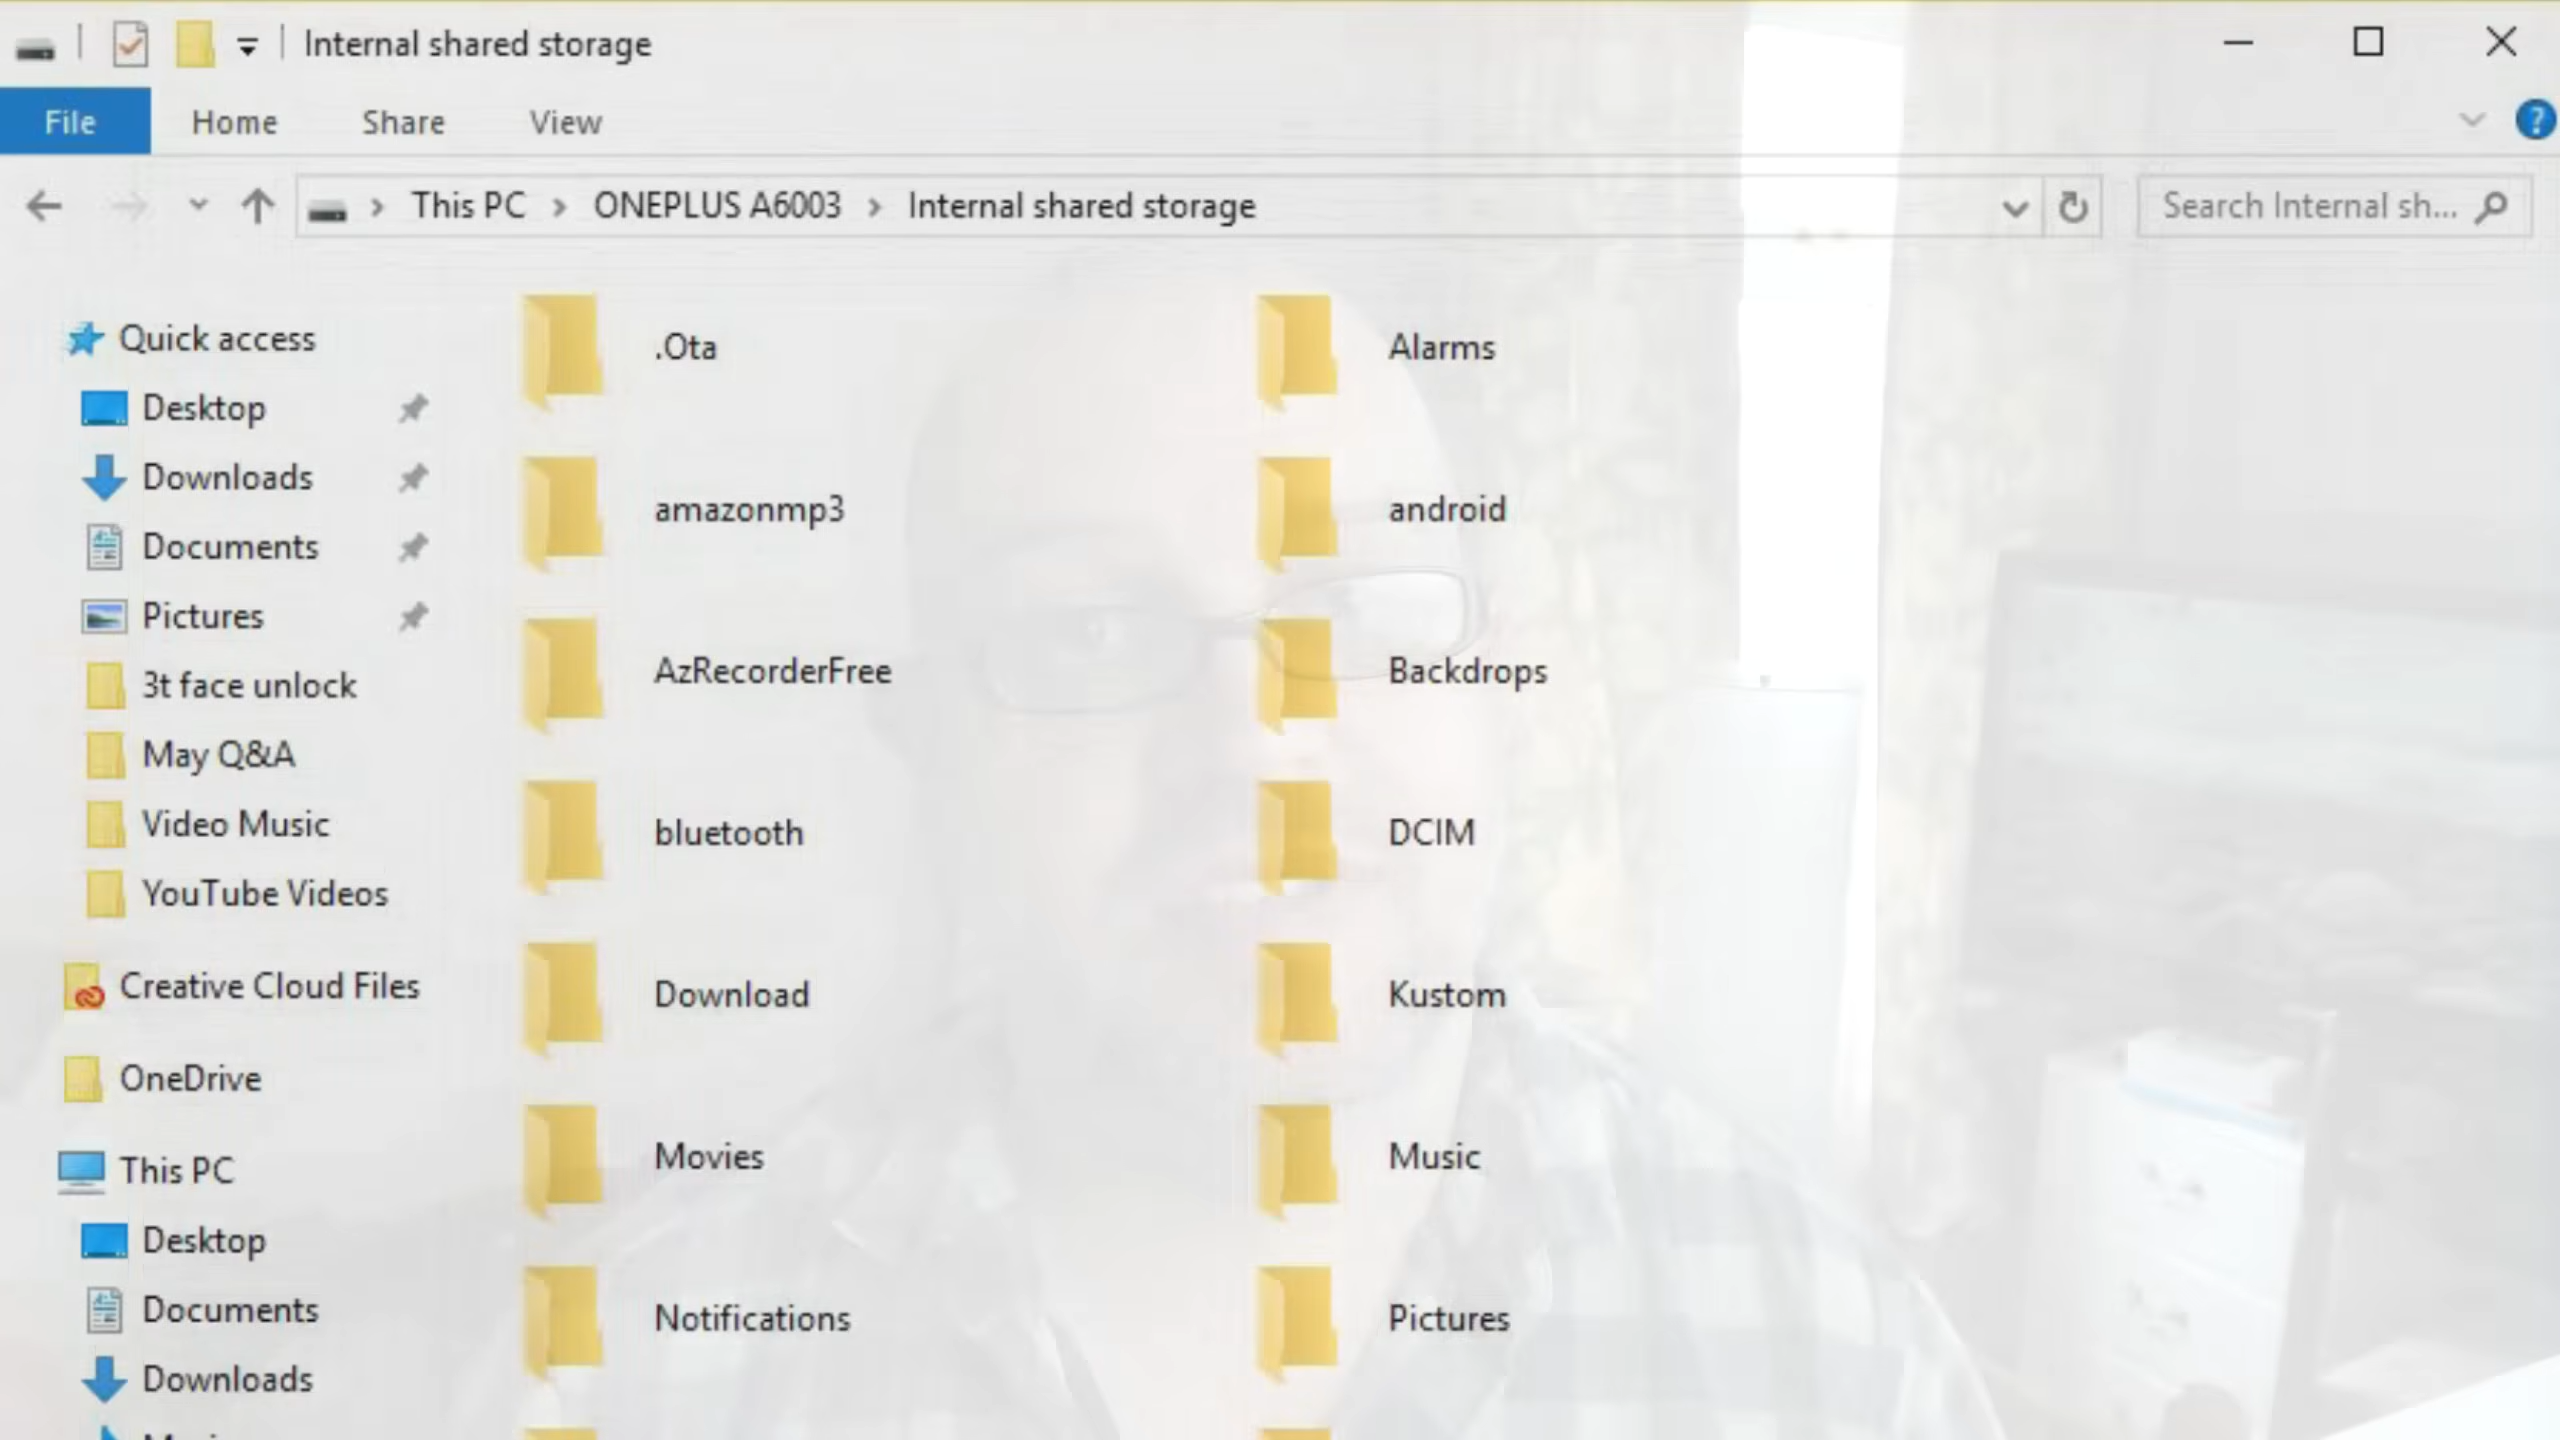 Internal shared storage
File Home Share View
This PC > ONEPLUS A6003 > Internal shared storage
Search Internal sh...
Quick access
Desktop
Downloads
Documents
Pictures
3t face unlock
May Q&A
Video Music
YouTube Videos
Creative Cloud Files
OneDrive
This PC
Desktop
Documents
Downloads
.Ota
Alarms
amazonmp3
android
AzRecorderFree
Backdrops
bluetooth
DCIM
Download
Kustom
Movies
Music
Notifications
Pictures